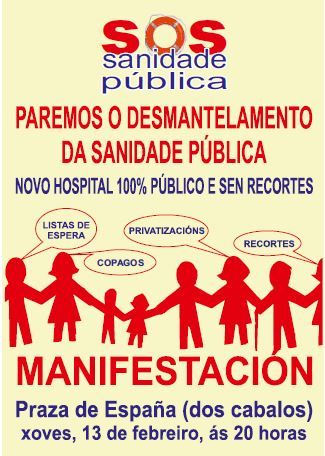 SOS
sanidade
pública
PAREMOS O DESMANTELAMENTO
DA SANIDADE PÚBLICA
NOVO HOSPITAL 100% PÚBLICO E SEN RECORTES
LISTAS DE
ESPERA
COPAGOS
PRIVATIZACIÓNS
RECORTES
MANIFESTACIÓN
Praza de España (dos cabalos)
xoves, 13 de febreiro, ás 20 horas